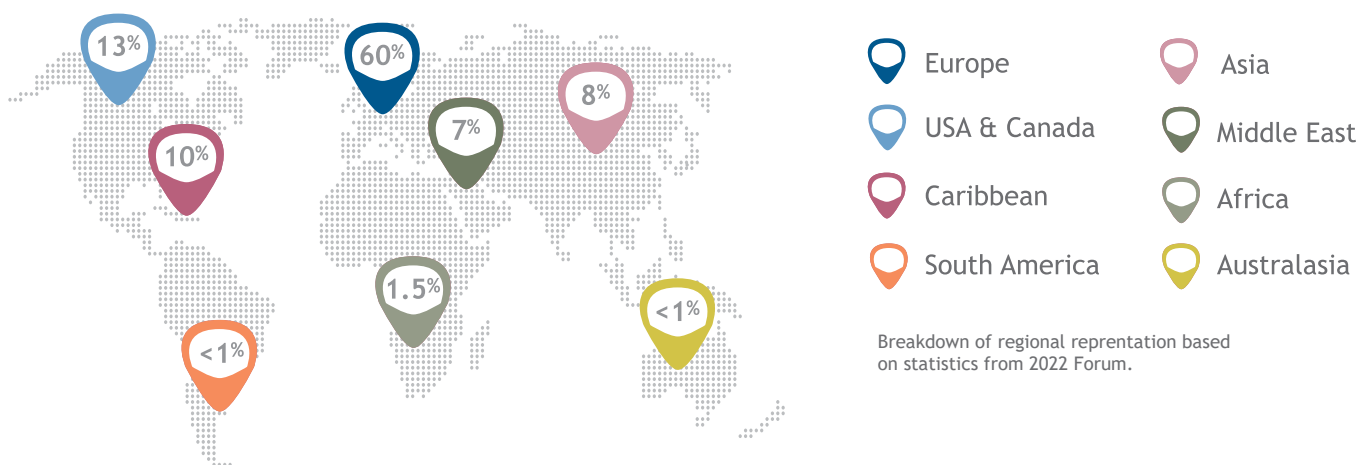 13%
60%
8%
7%
10%
1.5%
<1%
<1%
Europe
USA & Canada
Caribbean
South America
Asia
Middle East
Africa
Australasia
Breakdown of regional reprentation based
on statistics from 2022 Forum.